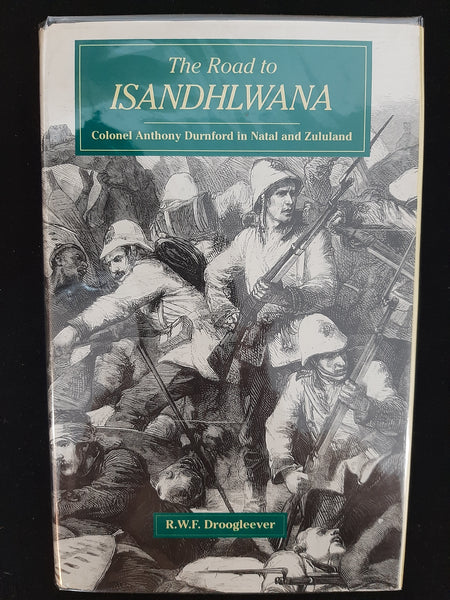 The Road to
ISANDHLWANA
Colonel Anthony Durnford in Natal and Zululand
R.W.F. Droogleever